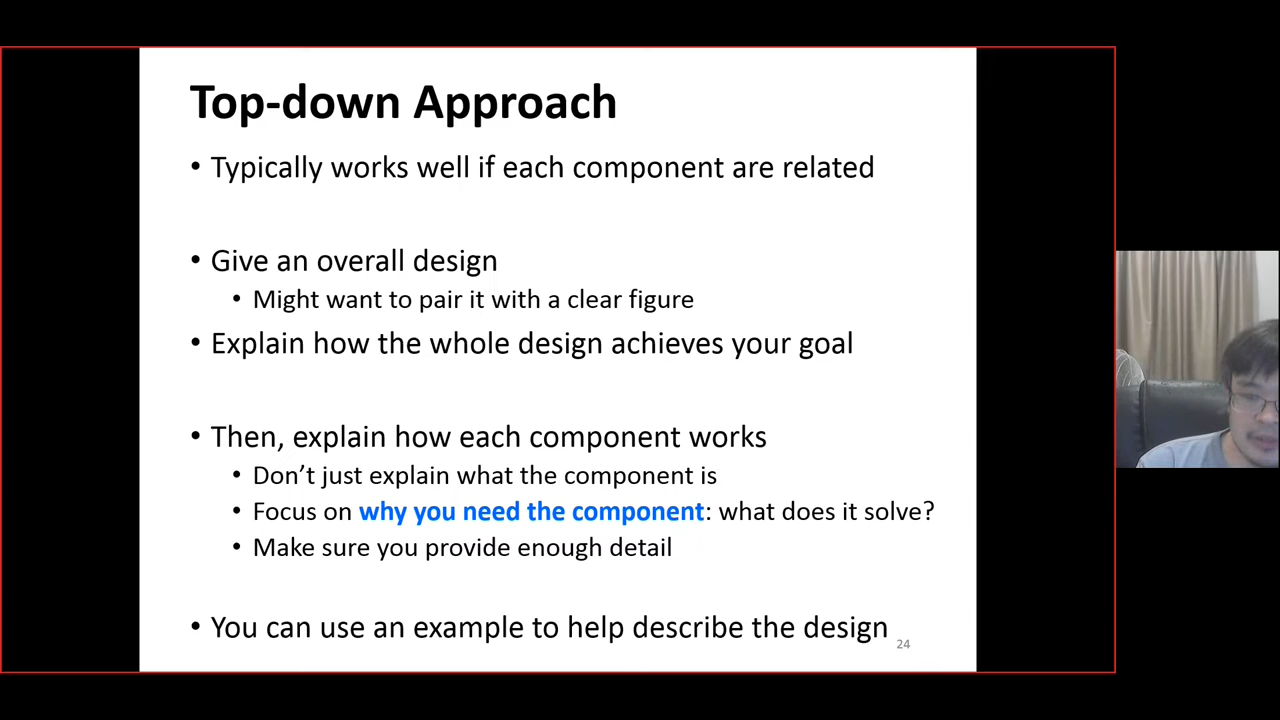 Top-down Approach
• Typically works well if each component are related
• Give an overall design
• Might want to pair it with a clear figure
• Explain how the whole design achieves your goal
• Then, explain how each component works
• Don’t just explain what the component is
• Focus on why you need the component: what does it solve?
• Make sure you provide enough detail
• You can use an example to help describe the design
24